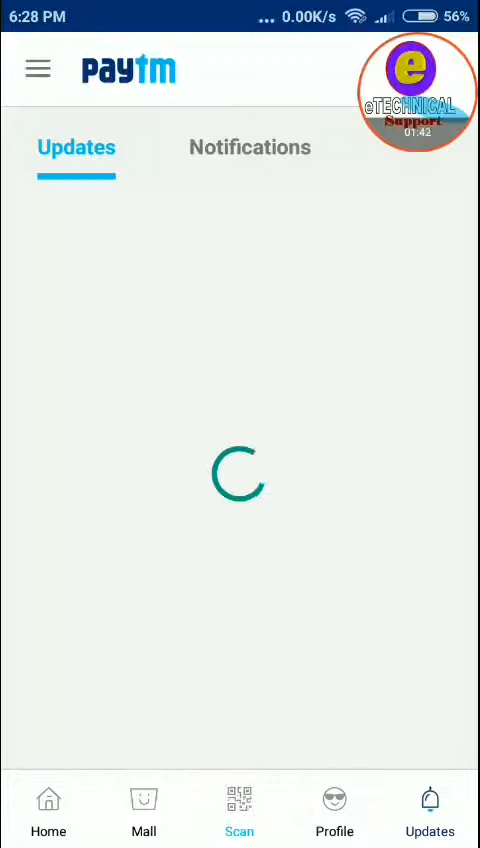 6:28 PM ... 0.00K/s 56%
paytm
e
eTECHNICAL
Support
01:42
Updates Notifications
Home Mall Scan Profile Updates